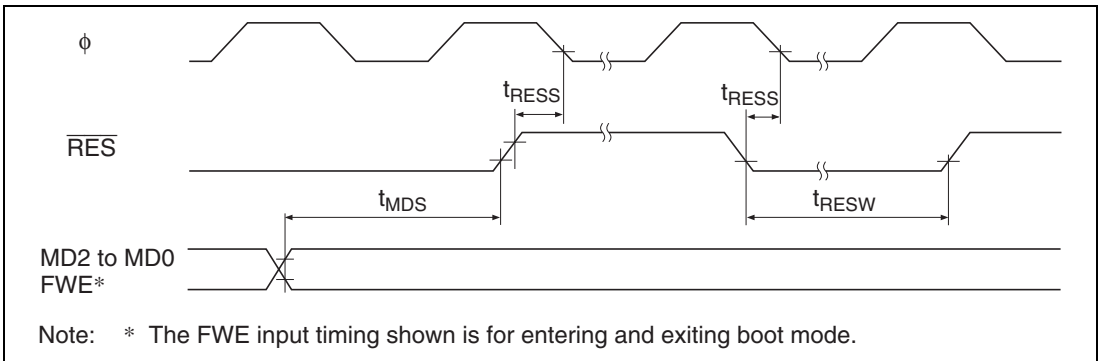 ϕ
tRESS tRESS
RES
tMDS tRESW
MD2 to MD0
FWE*
Note: * The FWE input timing shown is for entering and exiting boot mode.